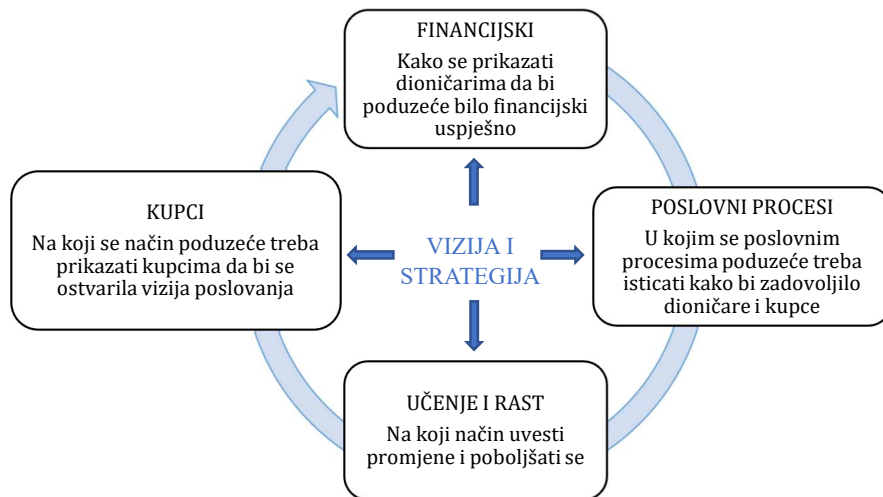 FINANCIJSKI
Kako se prikazati
dioničarima da bi
poduzeće bilo financijski
uspješno
KUPCI
Na koji se način poduzeće treba
prikazati kupcima da bi se
ostvarila vizija poslovanja
VIZIJA I
STRATEGIJA
POSLOVNI PROCESI
U kojim se poslovnim
procesima poduzeće treba
isticati kako bi zadovoljilo
dioničare i kupce
UČENJE I RAST
Na koji način uvesti
promjene i poboljšati se